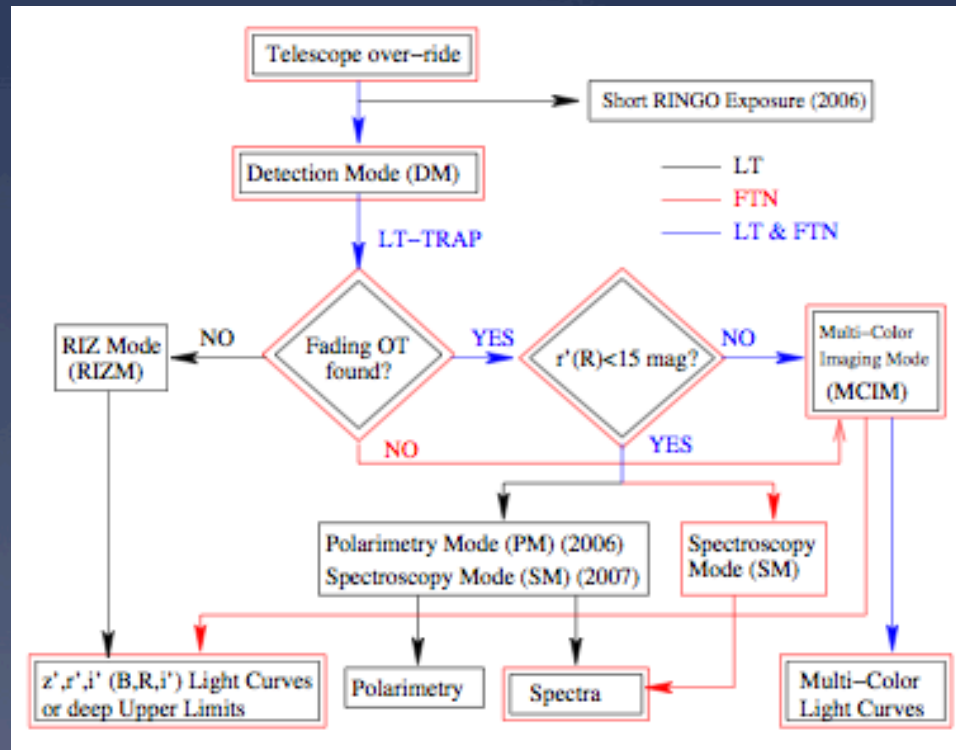 Telescope over-ride
Short RINGO Exposure (2006)
Detection Mode (DM)
LT
FTN
LT & FTN
LT-TRAP
NO
YES
NO
RIZ Mode
(RIZM)
Fading OT
found?
r'(R)<15 mag?
Multi-Color
Imaging Mode
(MCIM)
NO
YES
Polarimetry Mode (PM) (2006)
Spectroscopy Mode (SM) (2007)
Spectroscopy
Mode (SM)
z',r',i' (B,R,i') Light Curves
or deep Upper Limits
Polarimetry
Spectra
Multi-Color
Light Curves